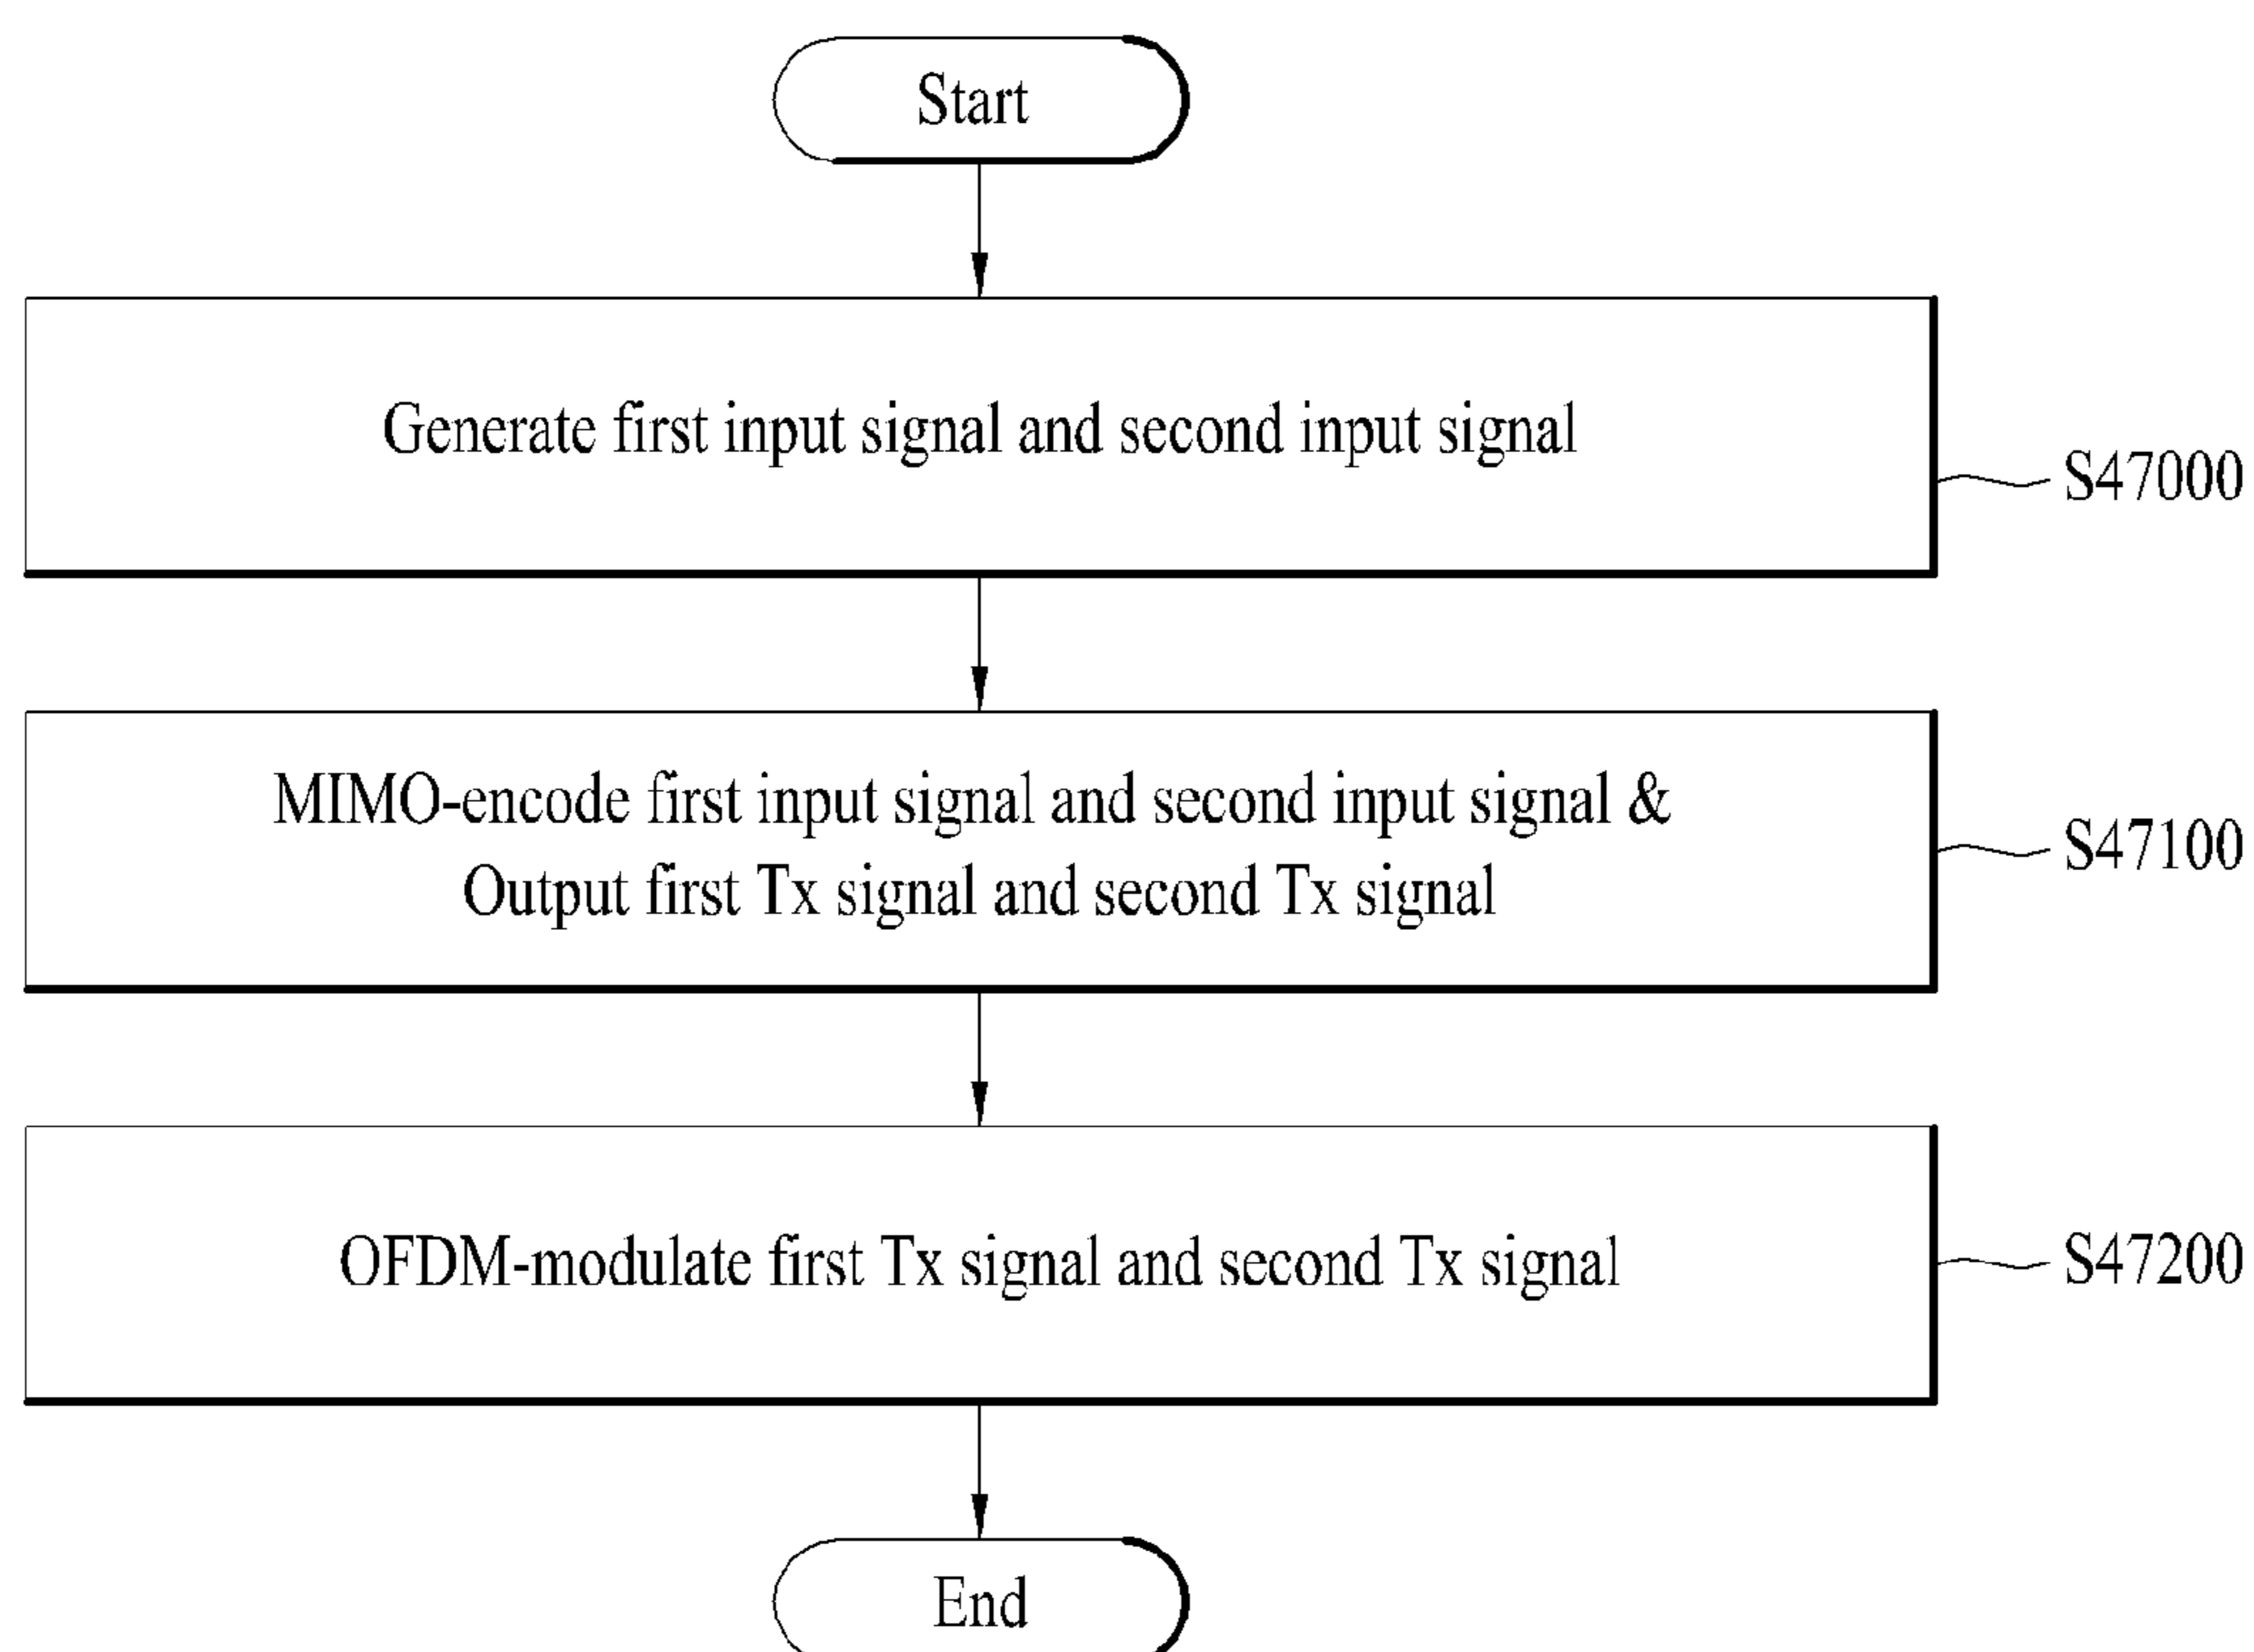 Start
Generate first input signal and second input signal
S47000
MIMO-encode first input signal and second input signal &
Output first Tx signal and second Tx signal
S47100
OFDM-modulate first Tx signal and second Tx signal
S47200
End